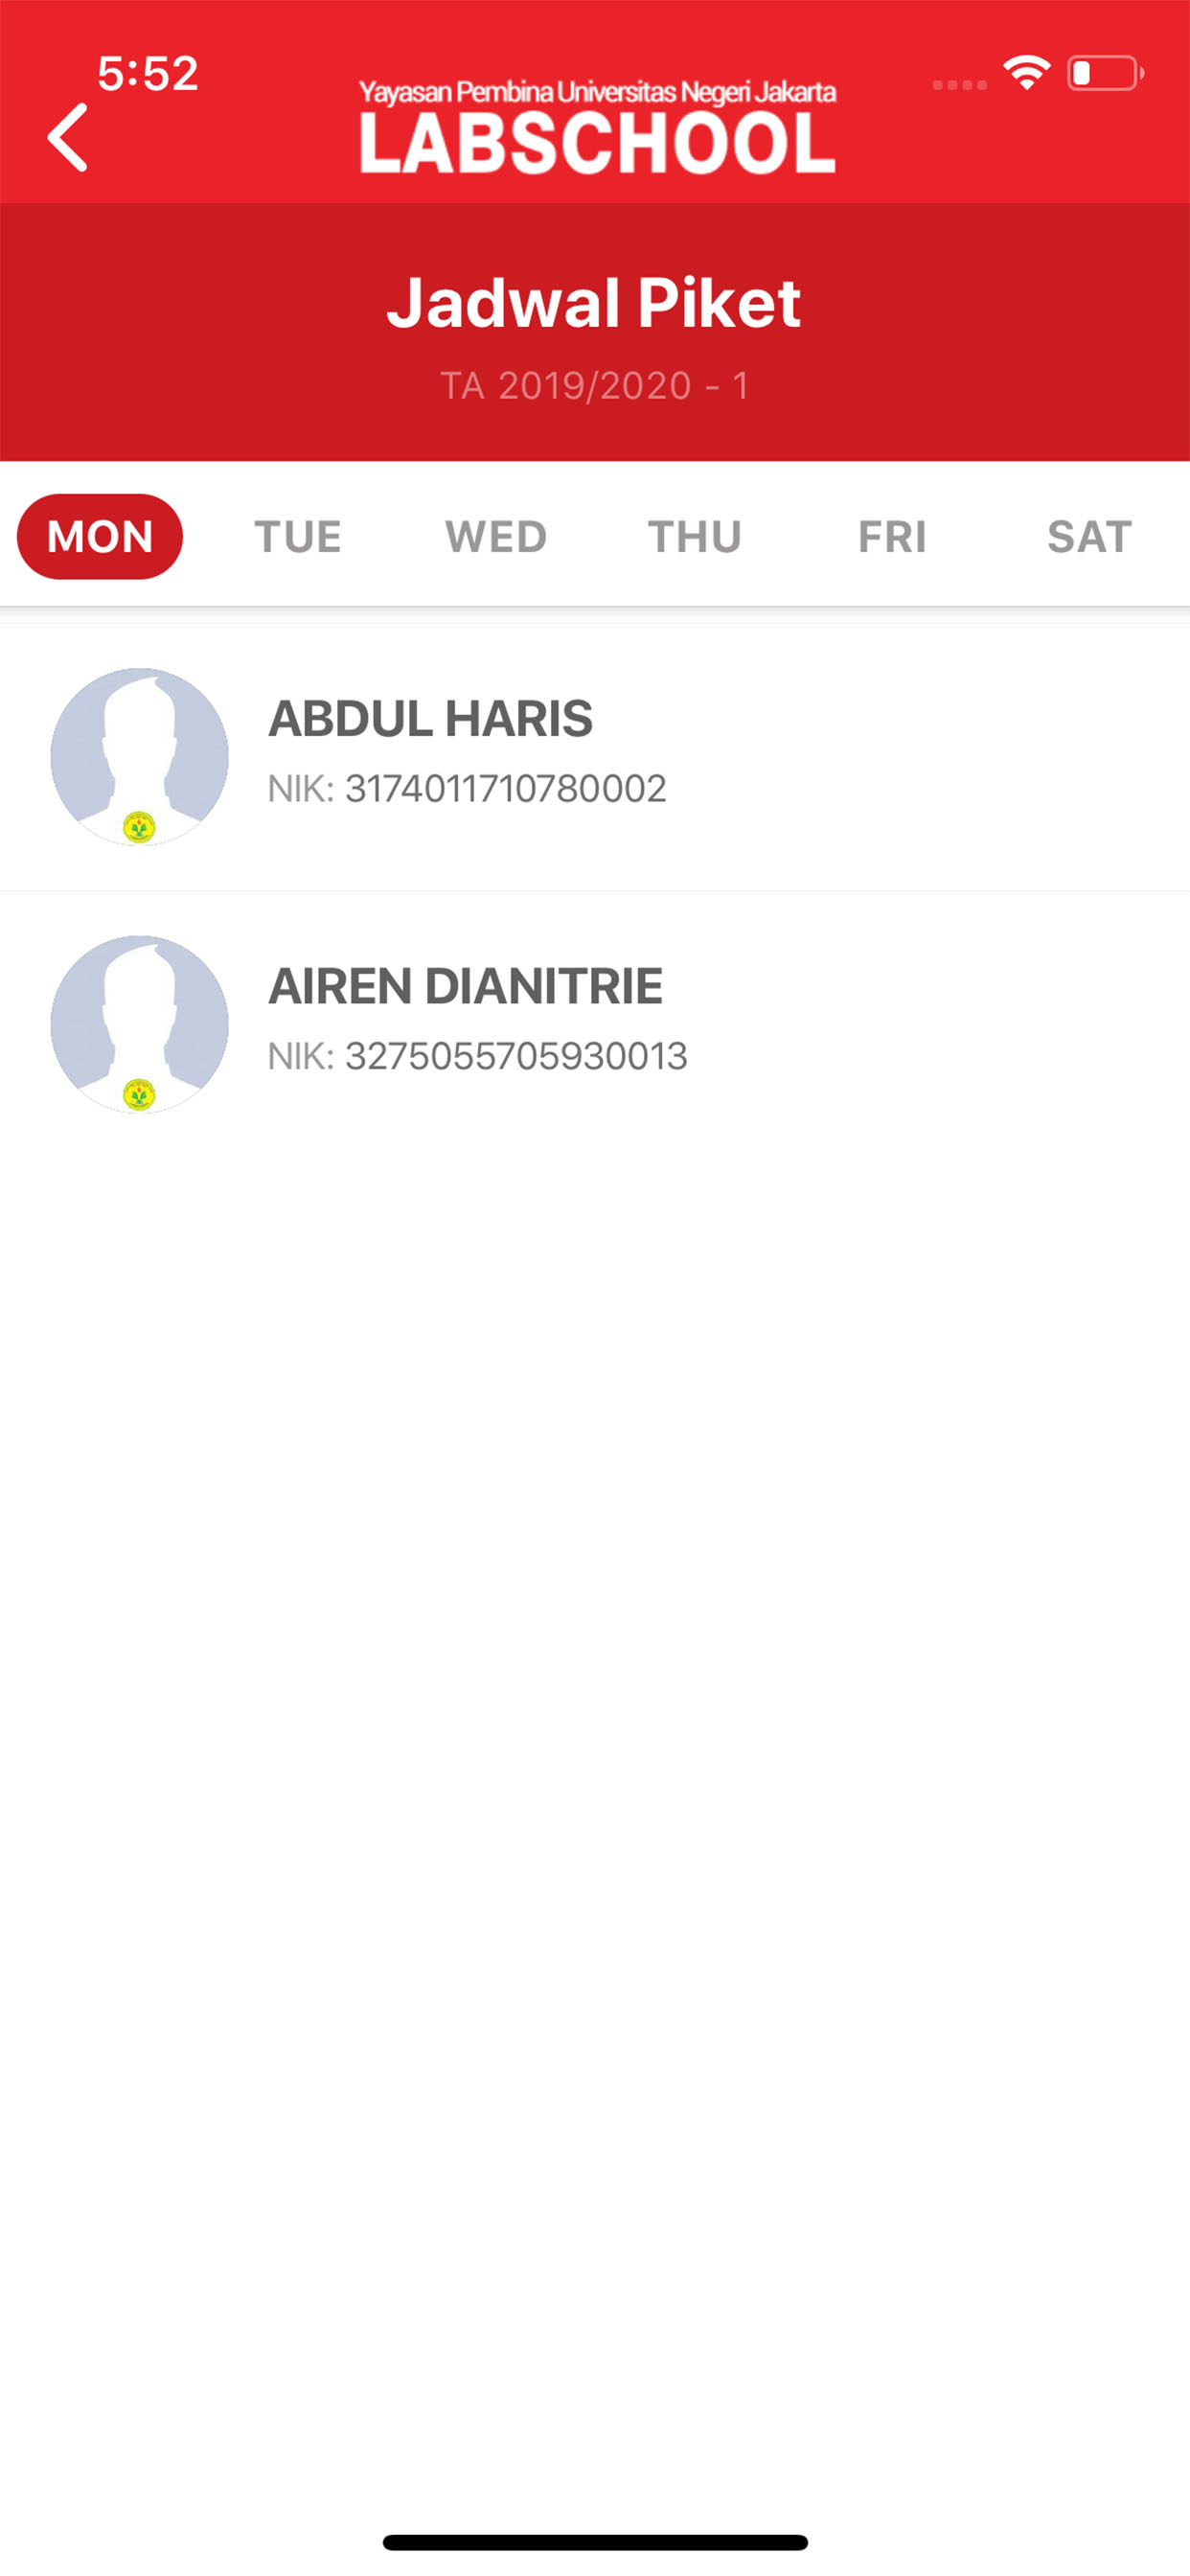 5:52
Yayasan Pembina Universitas Negeri Jakarta
LABSCHOOL
Jadwal Piket
TA 2019/2020 - 1
MON TUE WED THU FRI SAT
ABDUL HARIS
NIK: 3174011710780002
AIREN DIANITRIE
NIK: 3275055705930013